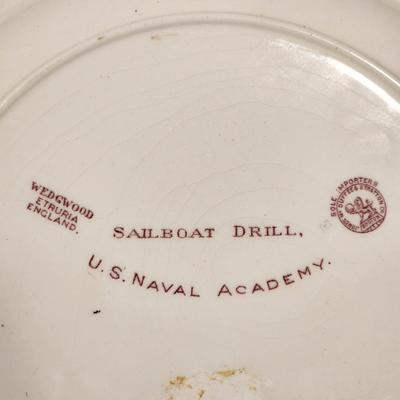 WEDGWOOD
ETRURIA
ENGLAND.
SAILBOAT DRILL,
U.S. NAVAL ACADEMY.
SOLE IMPORTERS